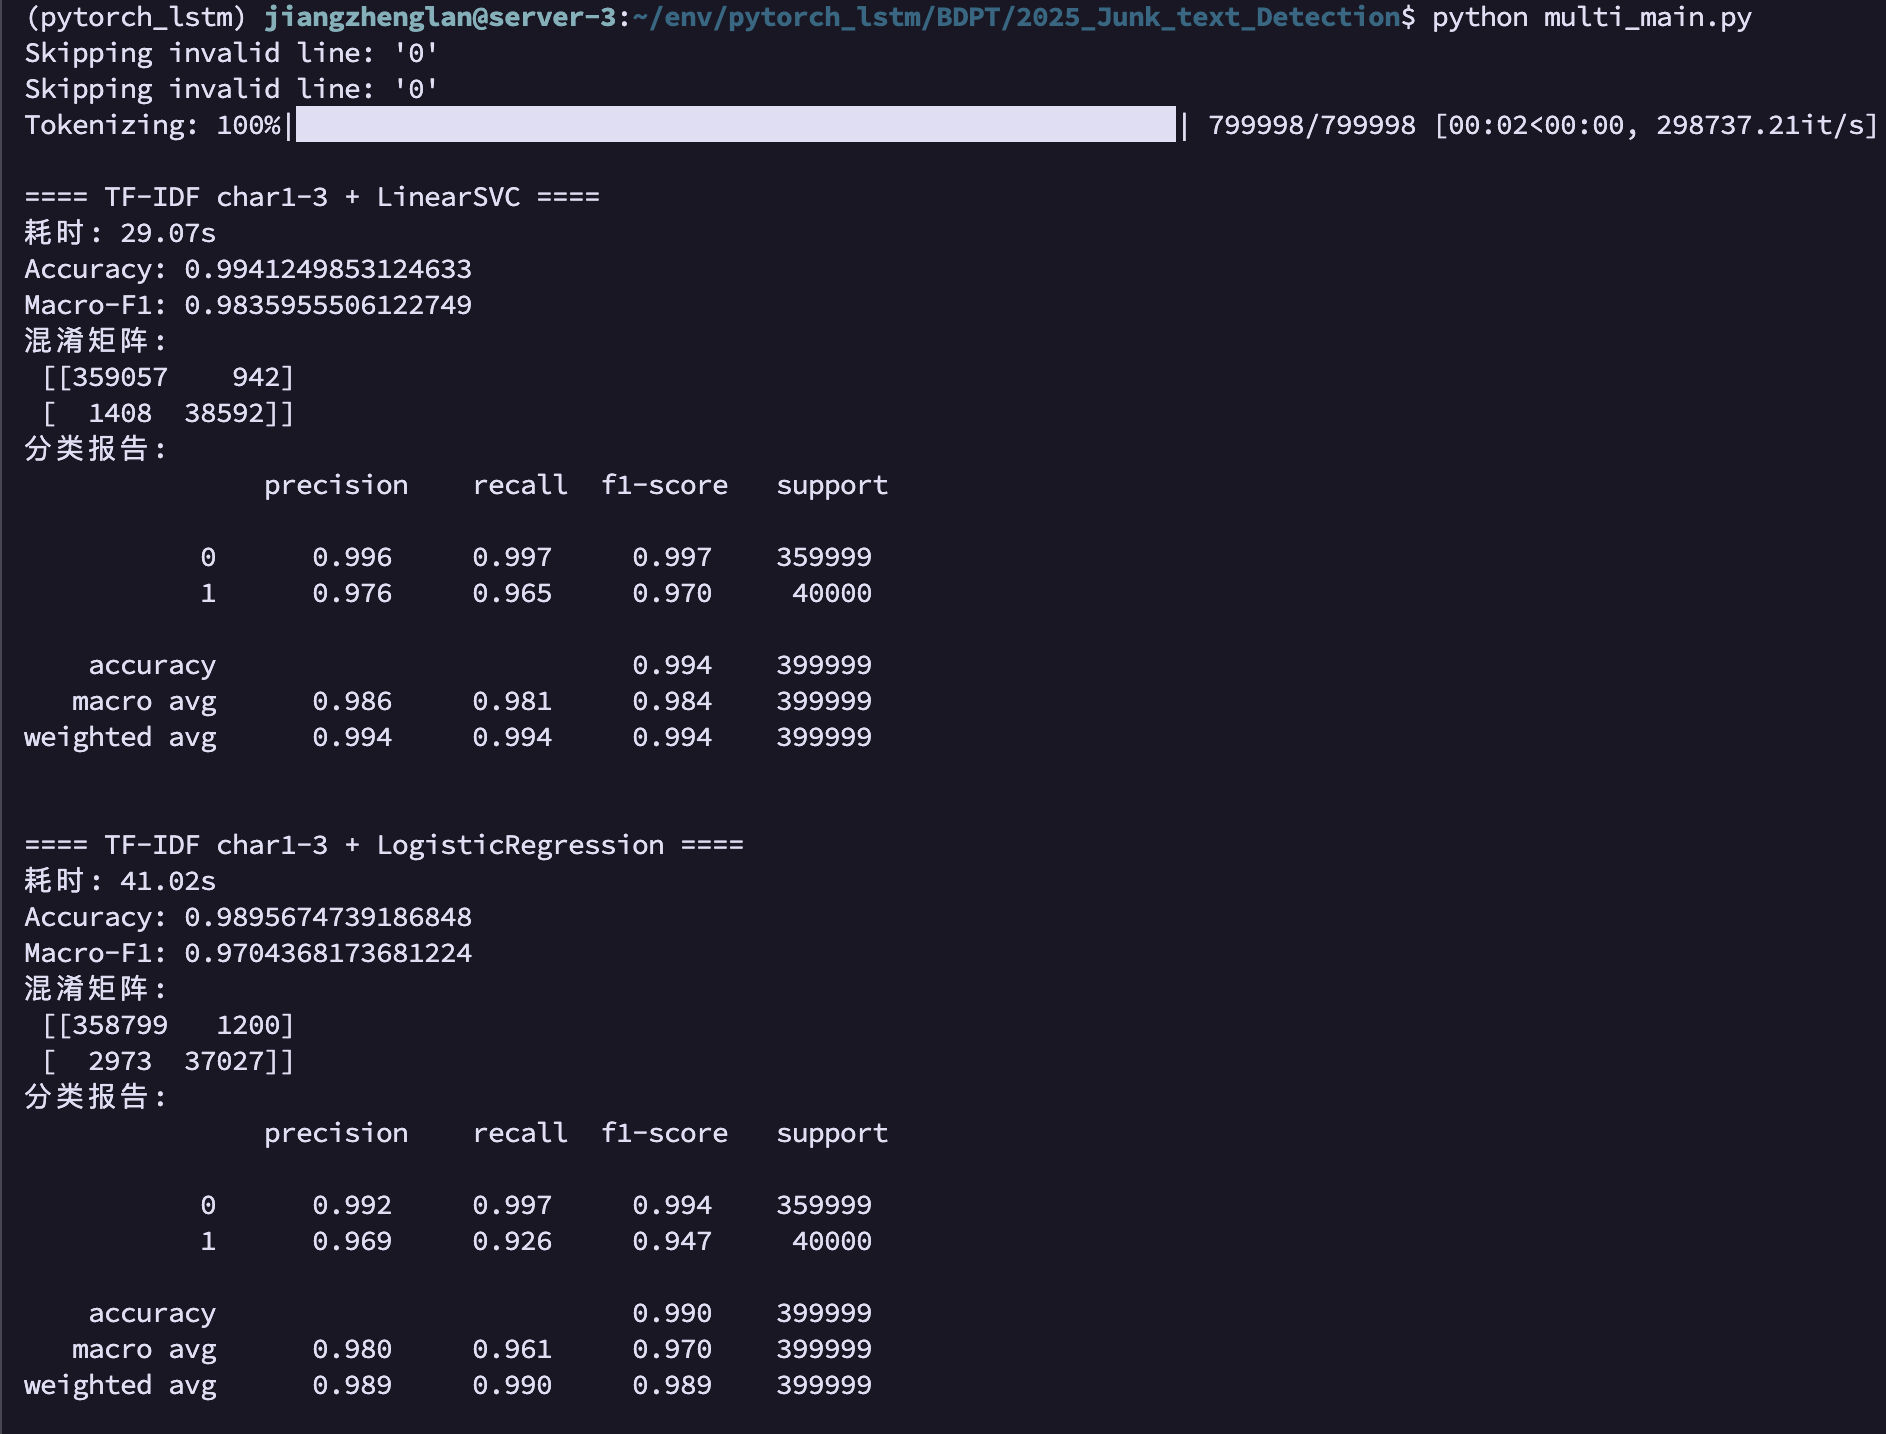 (pytorch_lstm) jiangzhenglan@server-3:~/env/pytorch_lstm/BDPT/2025_Junk_text_Detection$ python multi_main.py
Skipping invalid line: '0'
Skipping invalid line: '0'
Tokenizing: 100%| | 799998/799998 [00:02<00:00, 298737.21it/s]
==== TF-IDF char1-3 + LinearSVC ====
耗时: 29.07s
Accuracy: 0.9941249853124633
Macro-F1: 0.9835955506122749
混淆矩阵:
[[359057    942]
[  1408  38592]]
分类报告:
precision    recall  f1-score   support
0      0.996     0.997     0.997    359999
1      0.976     0.965     0.970     40000
accuracy                          0.994    399999
macro avg      0.986     0.981     0.984    399999
weighted avg      0.994     0.994     0.994    399999
==== TF-IDF char1-3 + LogisticRegression ====
耗时: 41.02s
Accuracy: 0.9895674739186848
Macro-F1: 0.9704368173681224
混淆矩阵:
[[358799   1200]
[  2973  37027]]
分类报告:
precision    recall  f1-score   support
0      0.992     0.997     0.994    359999
1      0.969     0.926     0.947     40000
accuracy                          0.990    399999
macro avg      0.980     0.961     0.970    399999
weighted avg      0.989     0.990     0.989    399999